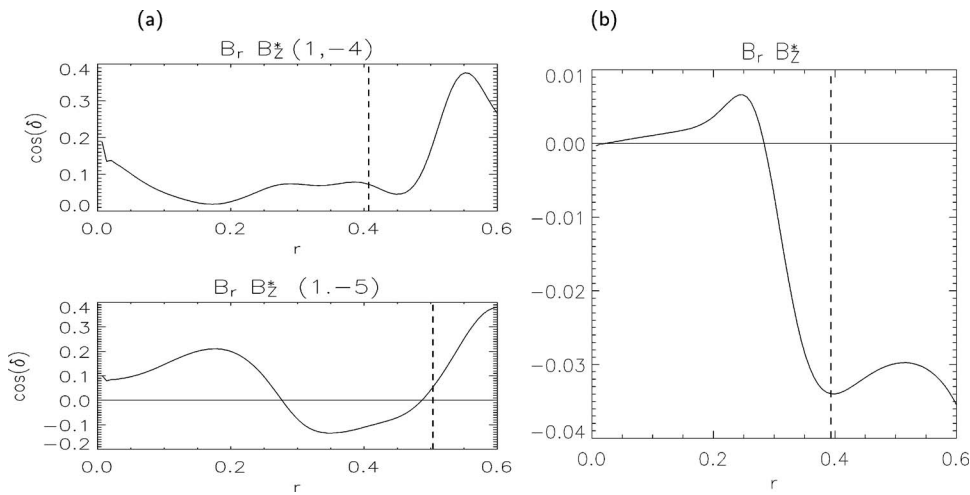 (a)
B_r B_Z^* (1,−4)
0.4
0.3
0.2
0.1
0.0
cos(δ)
0.0 0.2 0.4 0.6
r
B_r B_Z^* (1.−5)
0.4
0.3
0.2
0.1
0.0
−0.1
−0.2
cos(δ)
0.0 0.2 0.4 0.6
r
(b)
B_r B_Z^*
0.01
0.00
−0.01
−0.02
−0.03
−0.04
0.0 0.2 0.4 0.6
r